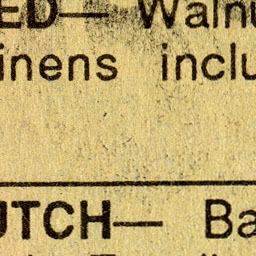 ED— Walnu
inens inclu
UTCH— Ba